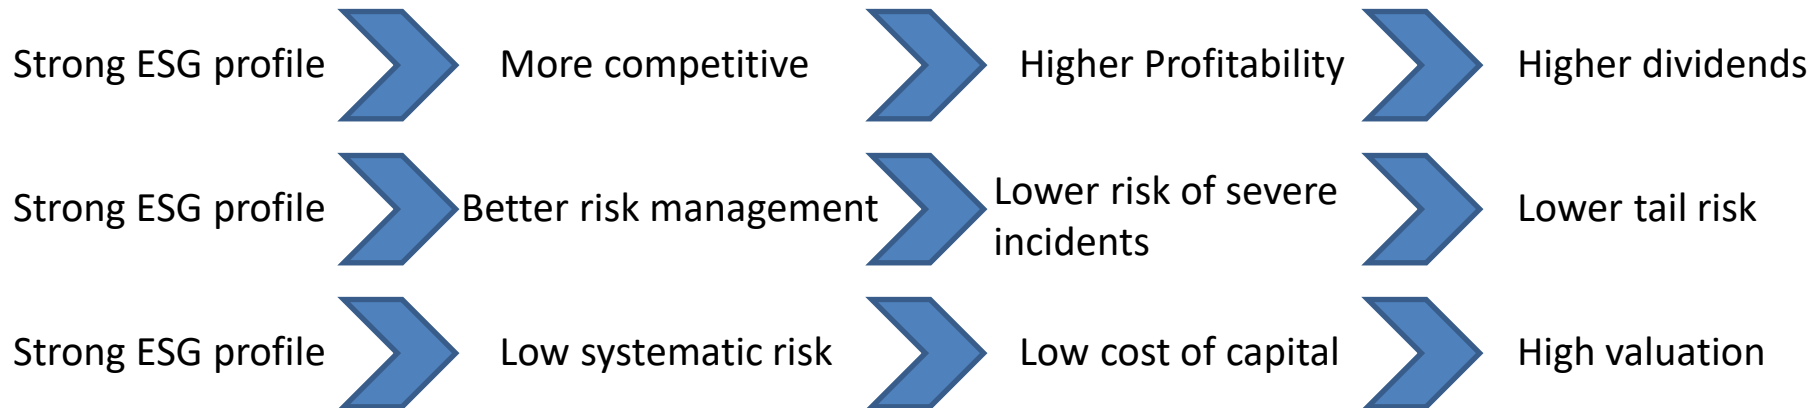 Strong ESG profile More competitive Higher Profitability Higher dividends
Strong ESG profile Better risk management Lower risk of severe incidents Lower tail risk
Strong ESG profile Low systematic risk Low cost of capital High valuation